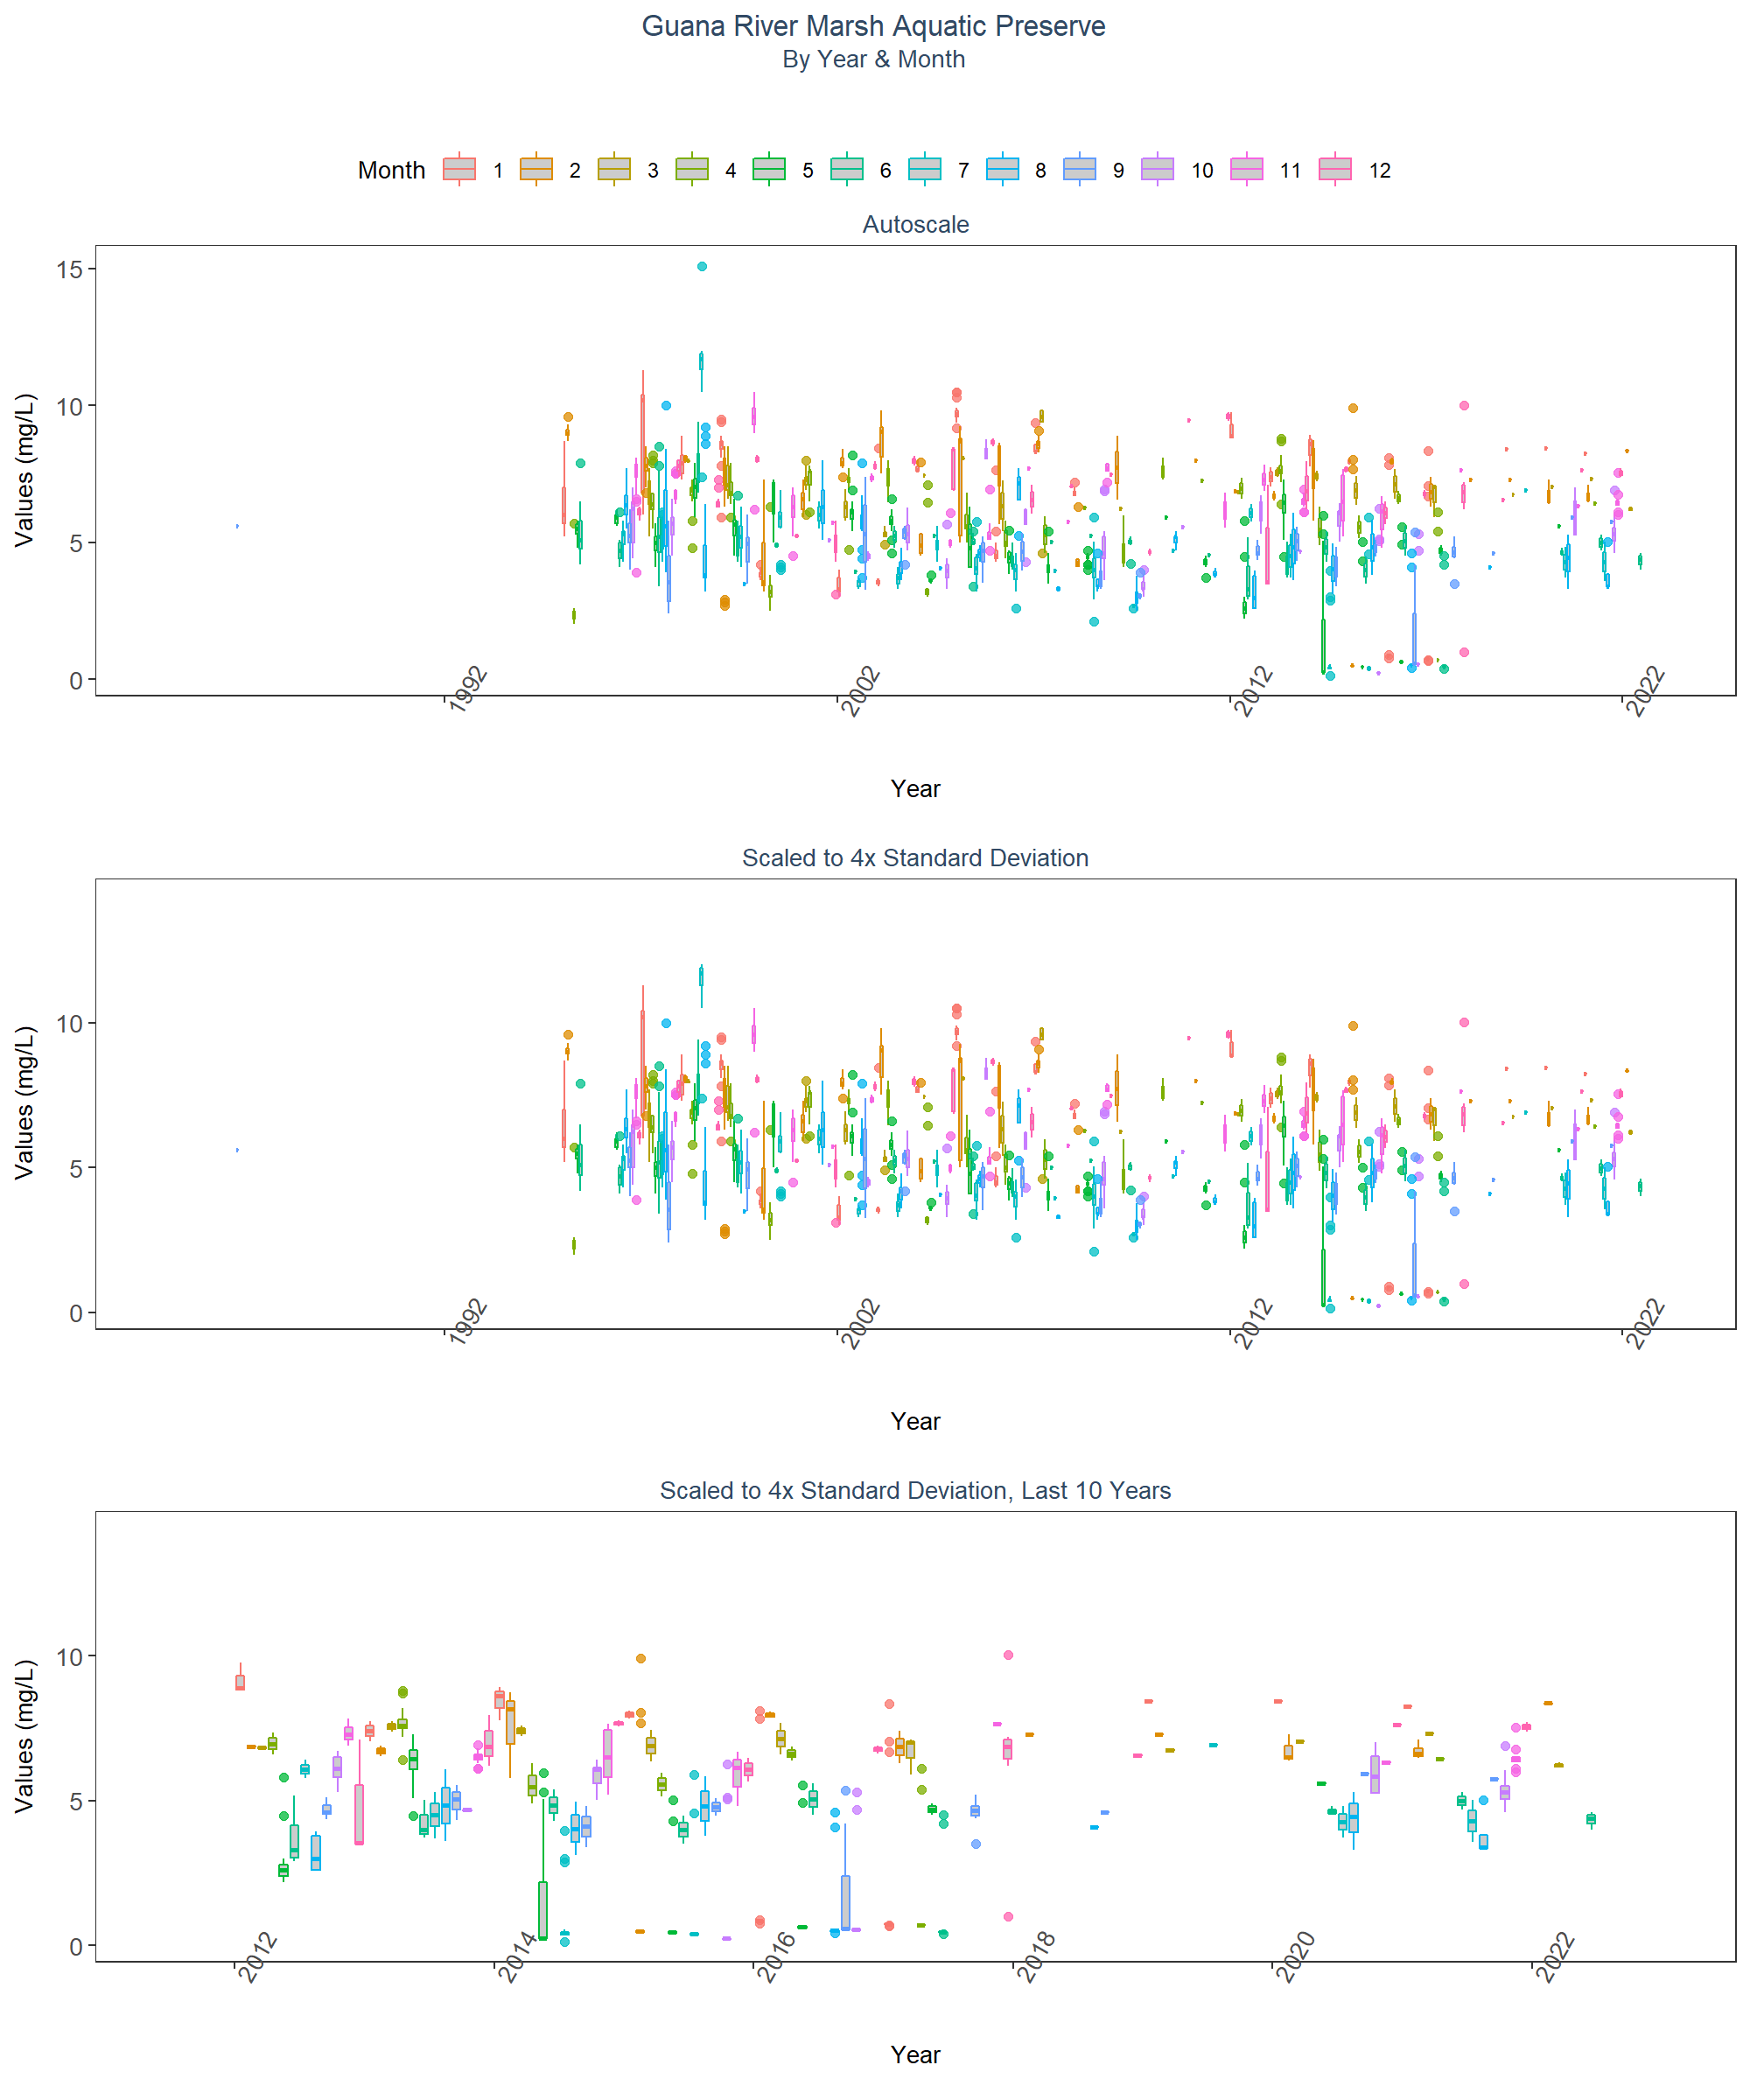 Guana River Marsh Aquatic Preserve
By Year & Month
Month 1 2 3 4 5 6 7 8 9 10 11 12
Autoscale
Values (mg/L)
15
10
5
0
1992 2002 2012 2022
Year
Scaled to 4x Standard Deviation
Values (mg/L)
10
5
0
1992 2002 2012 2022
Year
Scaled to 4x Standard Deviation, Last 10 Years
Values (mg/L)
10
5
0
2012 2014 2016 2018 2020 2022
Year